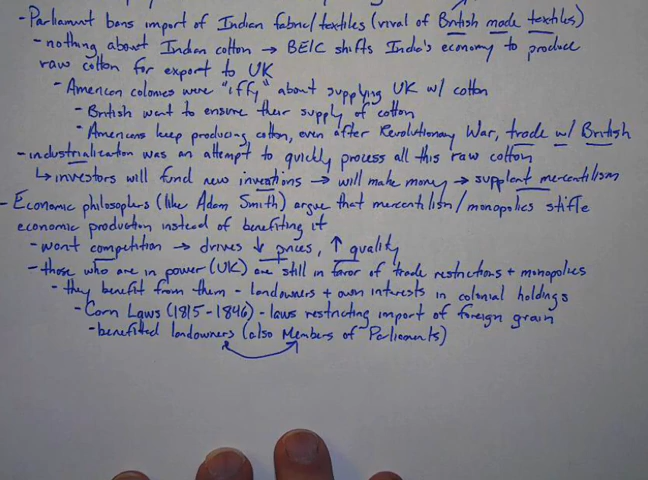 - Parliament bans import of Indian fabric/textiles (rival of British made textiles)
- nothing about Indian cotton → BEIC shifts India's economy to produce
raw cotton for export to UK
- American colonies were "iffy" about supplying UK w/ cotton
- British want to ensure their supply of cotton
- Americans keep producing cotton, even after Revolutionary War, trade w/ British
- industrialization was an attempt to quickly process all this raw cotton
↳ investors will fund new inventions → will make money → supplant mercantilism
- Economic philosophers (like Adam Smith) argue that mercantilism/monopolies stifle
economic production instead of benefiting it
- want competition → drives ↓ prices, ↑ quality
- those who are in power (UK) are still in favor of trade restrictions + monopolies
- they benefit from them - landowners + own interests in colonial holdings
- Corn Laws (1815-1846) - laws restricting import of foreign grain
- benefitted landowners (also Members of Parliaments)